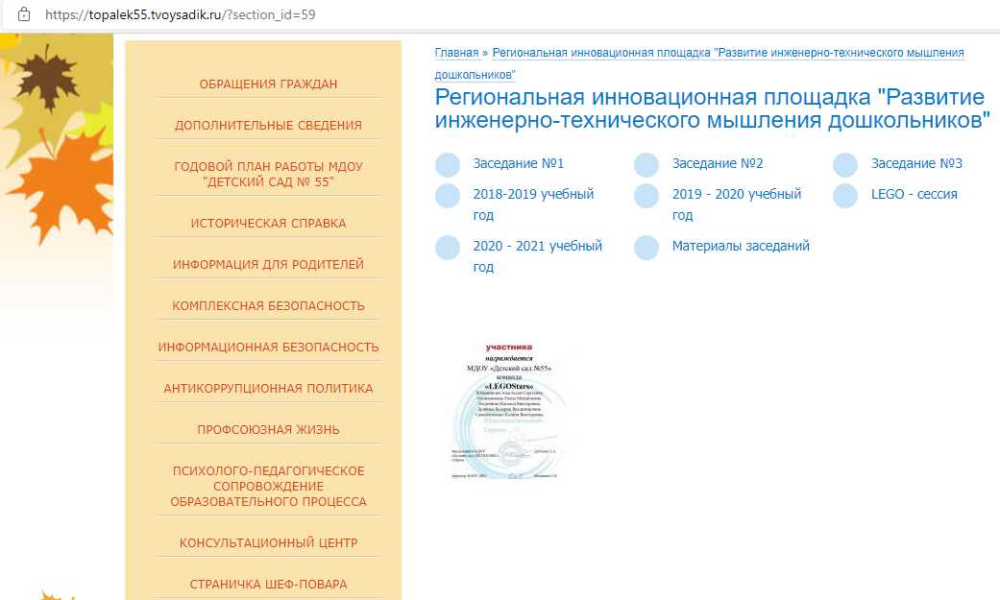 https://topalek55.tvoysadik.ru/?section_id=59
ОБРАЩЕНИЯ ГРАЖДАН
ДОПОЛНИТЕЛЬНЫЕ СВЕДЕНИЯ
ГОДОВОЙ ПЛАН РАБОТЫ МДОУ
"ДЕТСКИЙ САД № 55"
ИСТОРИЧЕСКАЯ СПРАВКА
ИНФОРМАЦИЯ ДЛЯ РОДИТЕЛЕЙ
КОМПЛЕКСНАЯ БЕЗОПАСНОСТЬ
ИНФОРМАЦИОННАЯ БЕЗОПАСНОСТЬ
АНТИКОРРУПЦИОННАЯ ПОЛИТИКА
ПРОФСОЮЗНАЯ ЖИЗНЬ
ПСИХОЛОГО-ПЕДАГОГИЧЕСКОЕ
СОПРОВОЖДЕНИЕ
ОБРАЗОВАТЕЛЬНОГО ПРОЦЕССА
КОНСУЛЬТАЦИОННЫЙ ЦЕНТР
СТРАНИЧКА ШЕФ-ПОВАРА
Главная » Региональная инновационная площадка "Развитие инженерно-технического мышления
дошкольников"
Региональная инновационная площадка "Развитие
инженерно-технического мышления дошкольников"
Заседание №1
Заседание №2
Заседание №3
2018-2019 учебный
год
2019 - 2020 учебный
год
LEGO - сессия
2020 - 2021 учебный
год
Материалы заседаний
участника
награждается
МДОУ «Детский сад №55»
команда
«LEGOStars»
Образовательный